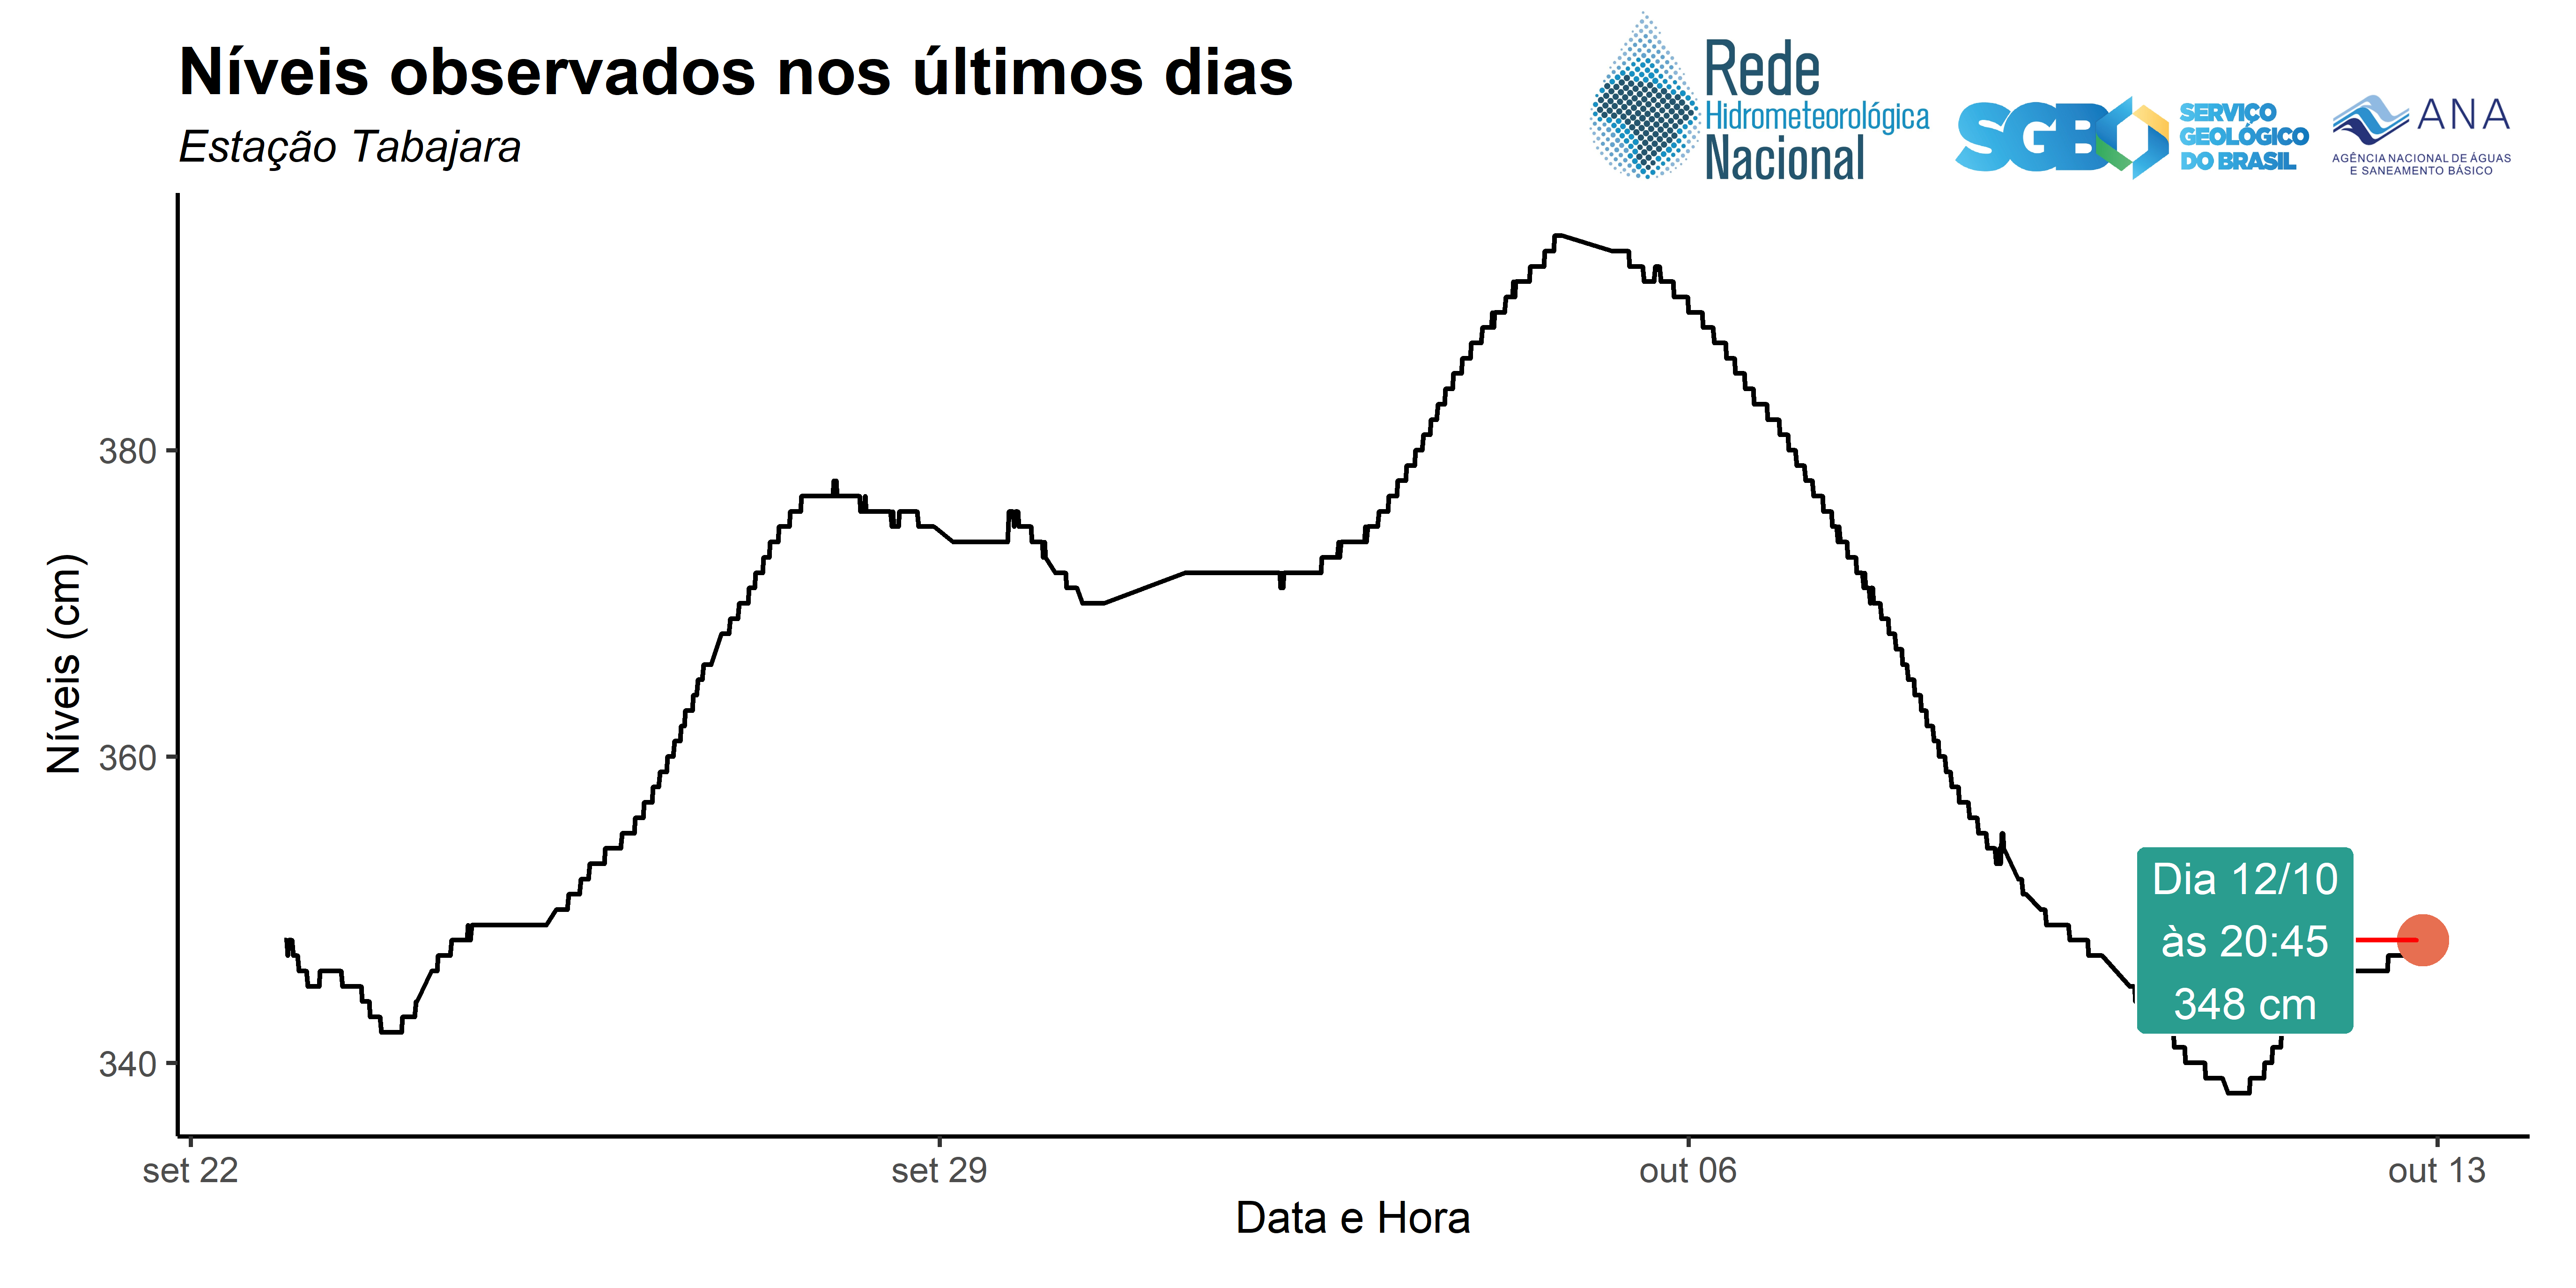 Níveis observados nos últimos dias
Estação Tabajara
Rede
Hidrometeorológica
Nacional
SGB
SERVIÇO
GEOLÓGICO
DO BRASIL
ANA
AGÊNCIA NACIONAL DE ÁGUAS
E SANEAMENTO BÁSICO
Níveis (cm)
380
360
340
Dia 12/10
às 20:45
348 cm
set 22
set 29
out 06
out 13
Data e Hora